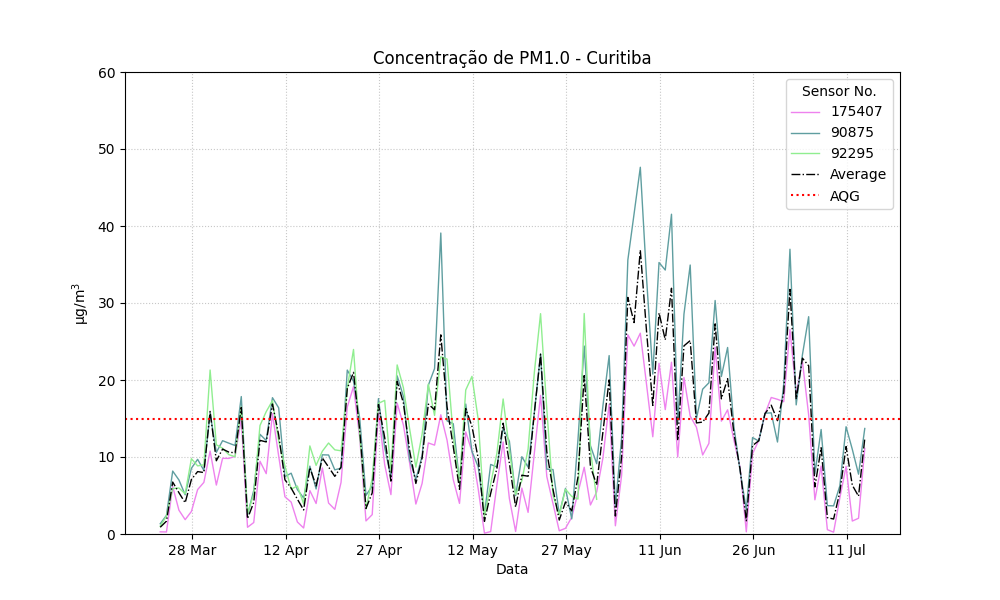 Concentração de PM1.0 - Curitiba
60
50
40
30
20
10
0
µg/m³
Sensor No.
175407
90875
92295
Average
AQG
28 Mar
12 Apr
27 Apr
12 May
27 May
11 Jun
26 Jun
11 Jul
Data